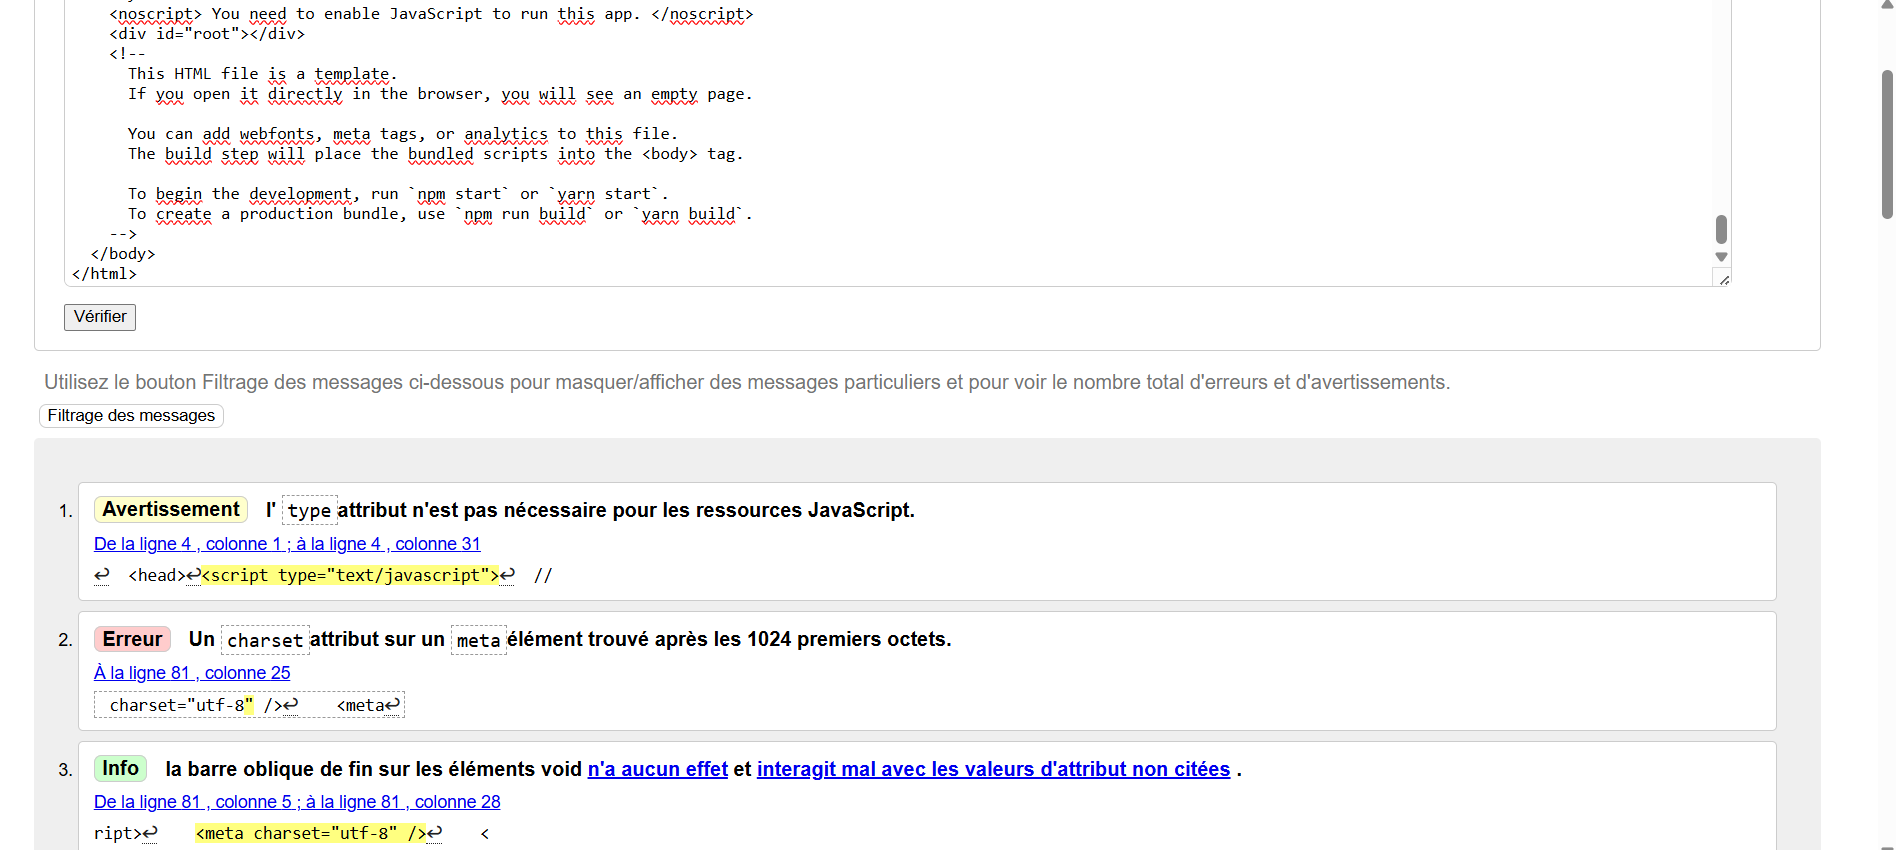 <noscript> You need to enable JavaScript to run this app. </noscript>
<div id="root"></div>
<!--
This HTML file is a template.
If you open it directly in the browser, you will see an empty page.
You can add webfonts, meta tags, or analytics to this file.
The build step will place the bundled scripts into the <body> tag.
To begin the development, run `npm start` or `yarn start`.
To create a production bundle, use `npm run build` or `yarn build`.
-->
</body>
</html>
Vérifier
Utilisez le bouton Filtrage des messages ci-dessous pour masquer/afficher des messages particuliers et pour voir le nombre total d'erreurs et d'avertissements.
Filtrage des messages
1. Avertissement l' type attribut n'est pas nécessaire pour les ressources JavaScript.
De la ligne 4 , colonne 1 ; à la ligne 4 , colonne 31
↩ <head>↩<script type="text/javascript">↩ //
2. Erreur Un charset attribut sur un meta élément trouvé après les 1024 premiers octets.
À la ligne 81 , colonne 25
charset="utf-8" />↩ <meta↩
3. Info la barre oblique de fin sur les éléments void n'a aucun effet et interagit mal avec les valeurs d'attribut non citées .
De la ligne 81 , colonne 5 ; à la ligne 81 , colonne 28
ript>↩ <meta charset="utf-8" />↩ <